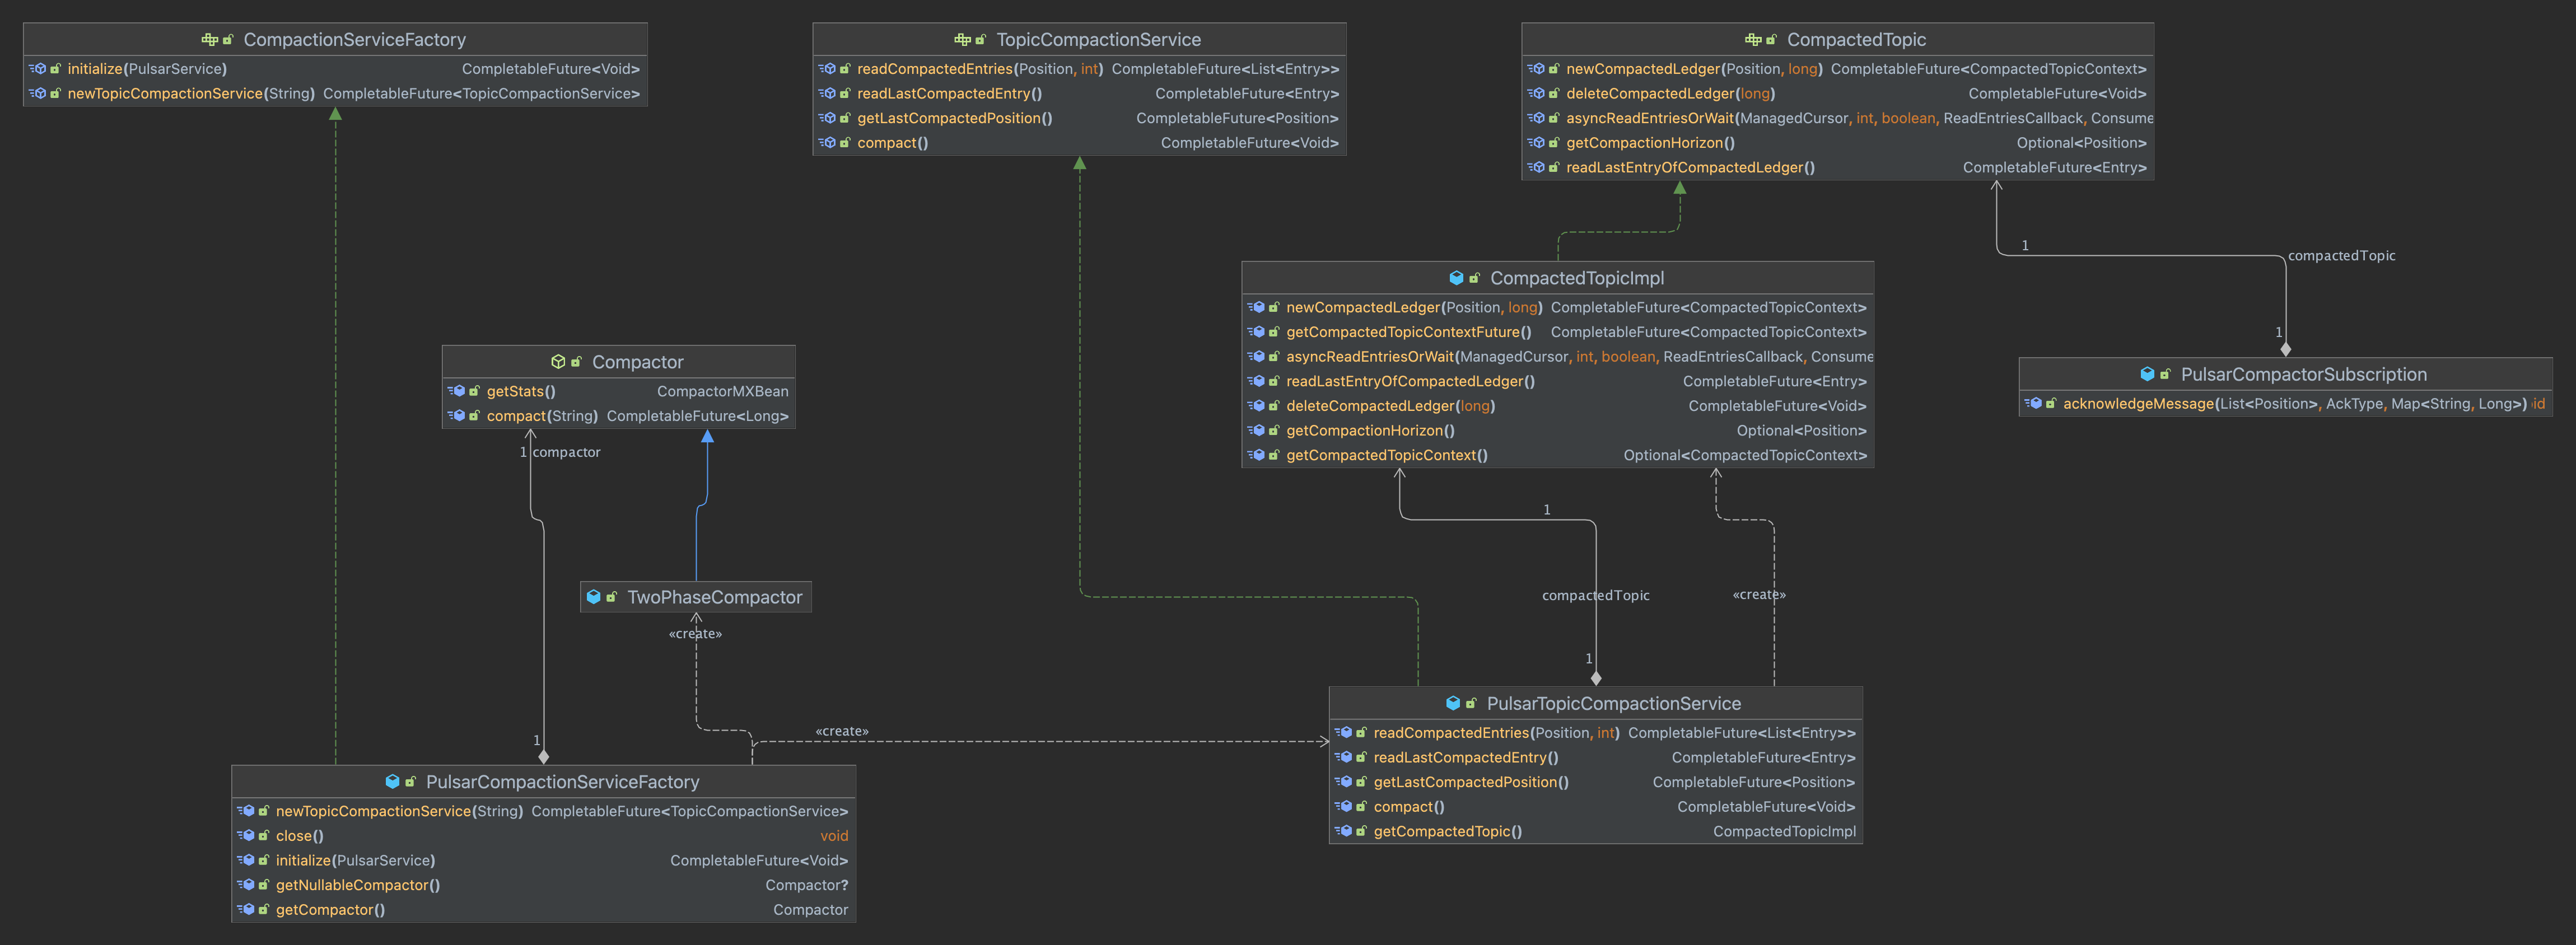 CompactionServiceFactory
initialize(PulsarService) CompletableFuture<Void>
newTopicCompactionService(String) CompletableFuture<TopicCompactionService>
TopicCompactionService
readCompactedEntries(Position, int) CompletableFuture<List<Entry>>
readLastCompactedEntry() CompletableFuture<Entry>
getLastCompactedPosition() CompletableFuture<Position>
compact() CompletableFuture<Void>
CompactedTopic
newCompactedLedger(Position, long) CompletableFuture<CompactedTopicContext>
deleteCompactedLedger(long) CompletableFuture<Void>
asyncReadEntriesOrWait(ManagedCursor, int, boolean, ReadEntriesCallback, Consume
getCompactionHorizon() Optional<Position>
readLastEntryOfCompactedLedger() CompletableFuture<Entry>
1
compactedTopic
1
CompactedTopicImpl
newCompactedLedger(Position, long) CompletableFuture<CompactedTopicContext>
getCompactedTopicContextFuture() CompletableFuture<CompactedTopicContext>
asyncReadEntriesOrWait(ManagedCursor, int, boolean, ReadEntriesCallback, Consume
readLastEntryOfCompactedLedger() CompletableFuture<Entry>
deleteCompactedLedger(long) CompletableFuture<Void>
getCompactionHorizon() Optional<Position>
getCompactedTopicContext() Optional<CompactedTopicContext>
PulsarCompactorSubscription
acknowledgeMessage(List<Position>, AckType, Map<String, Long>) id
Compactor
getStats() CompactorMXBean
compact(String) CompletableFuture<Long>
1 compactor
1
TwoPhaseCompactor
«create»
compactedTopic
«create»
1
«create»
1
PulsarTopicCompactionService
readCompactedEntries(Position, int) CompletableFuture<List<Entry>>
readLastCompactedEntry() CompletableFuture<Entry>
getLastCompactedPosition() CompletableFuture<Position>
compact() CompletableFuture<Void>
getCompactedTopic() CompactedTopicImpl
PulsarCompactionServiceFactory
newTopicCompactionService(String) CompletableFuture<TopicCompactionService>
close() void
initialize(PulsarService) CompletableFuture<Void>
getNullableCompactor() Compactor?
getCompactor() Compactor